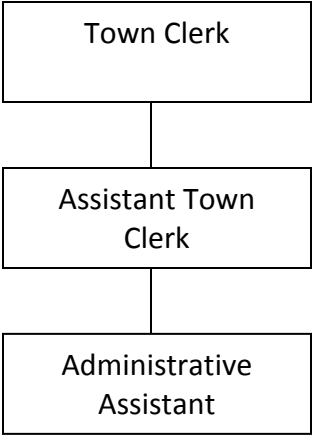 Town Clerk
Assistant Town
Clerk
Administrative
Assistant